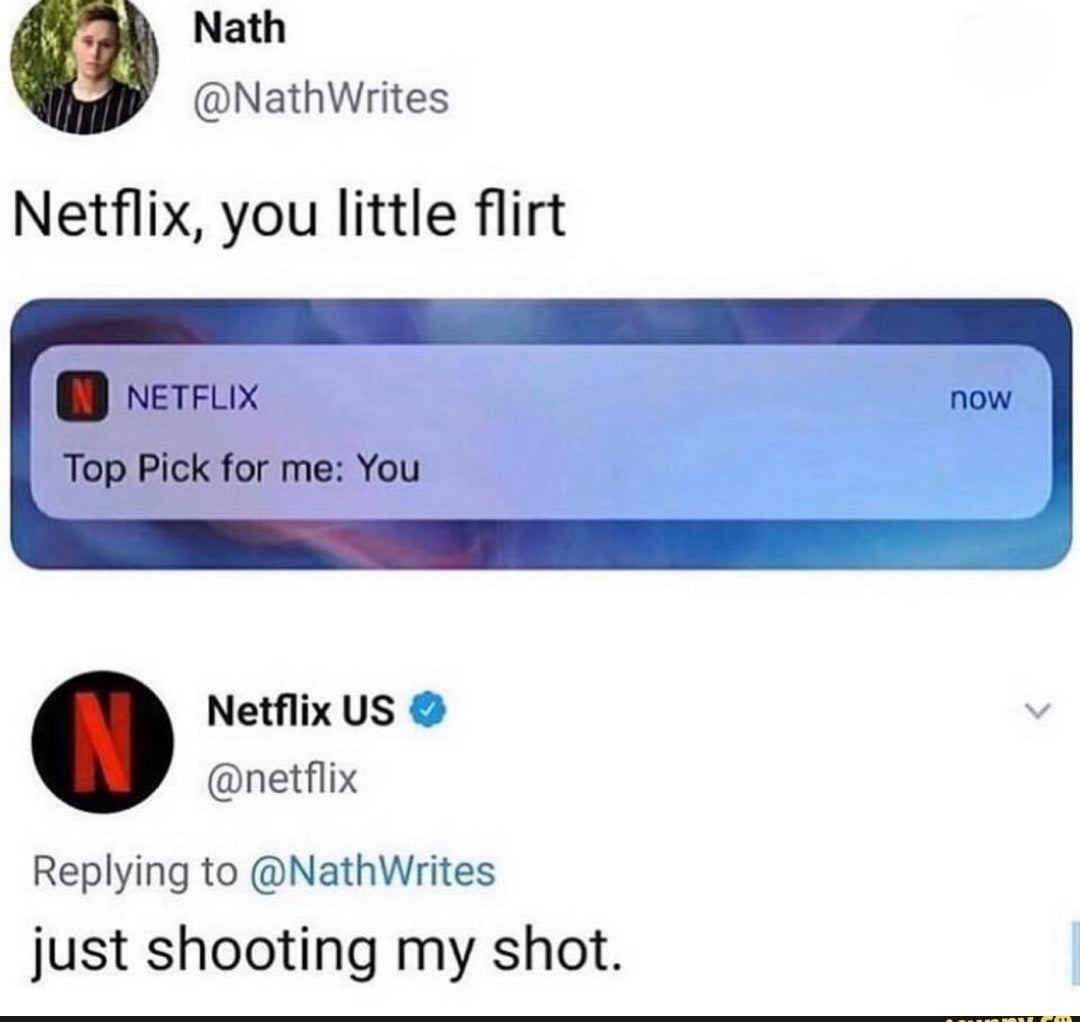 Nath
@NathWrites
Netflix, you little flirt
N NETFLIX now
Top Pick for me: You
N
Netflix US
@netflix
Replying to @NathWrites
just shooting my shot.